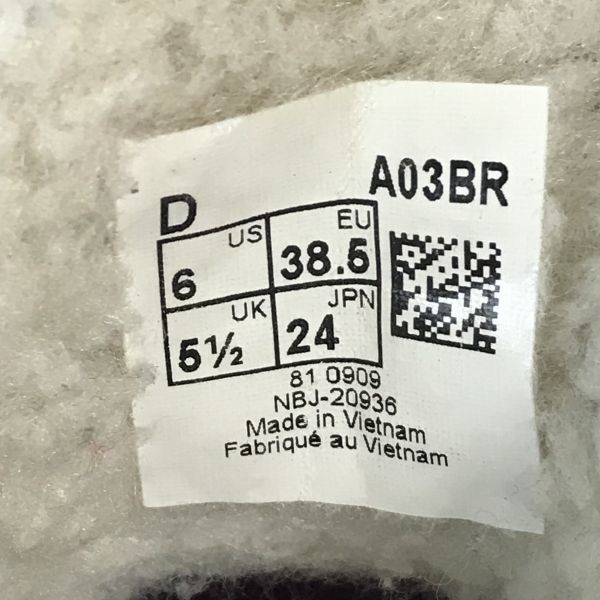 A03BR
D
US 6
EU 38.5
UK 5½
JPN 24
81 0909
NBJ-20936
Made in Vietnam
Fabriqué au Vietnam